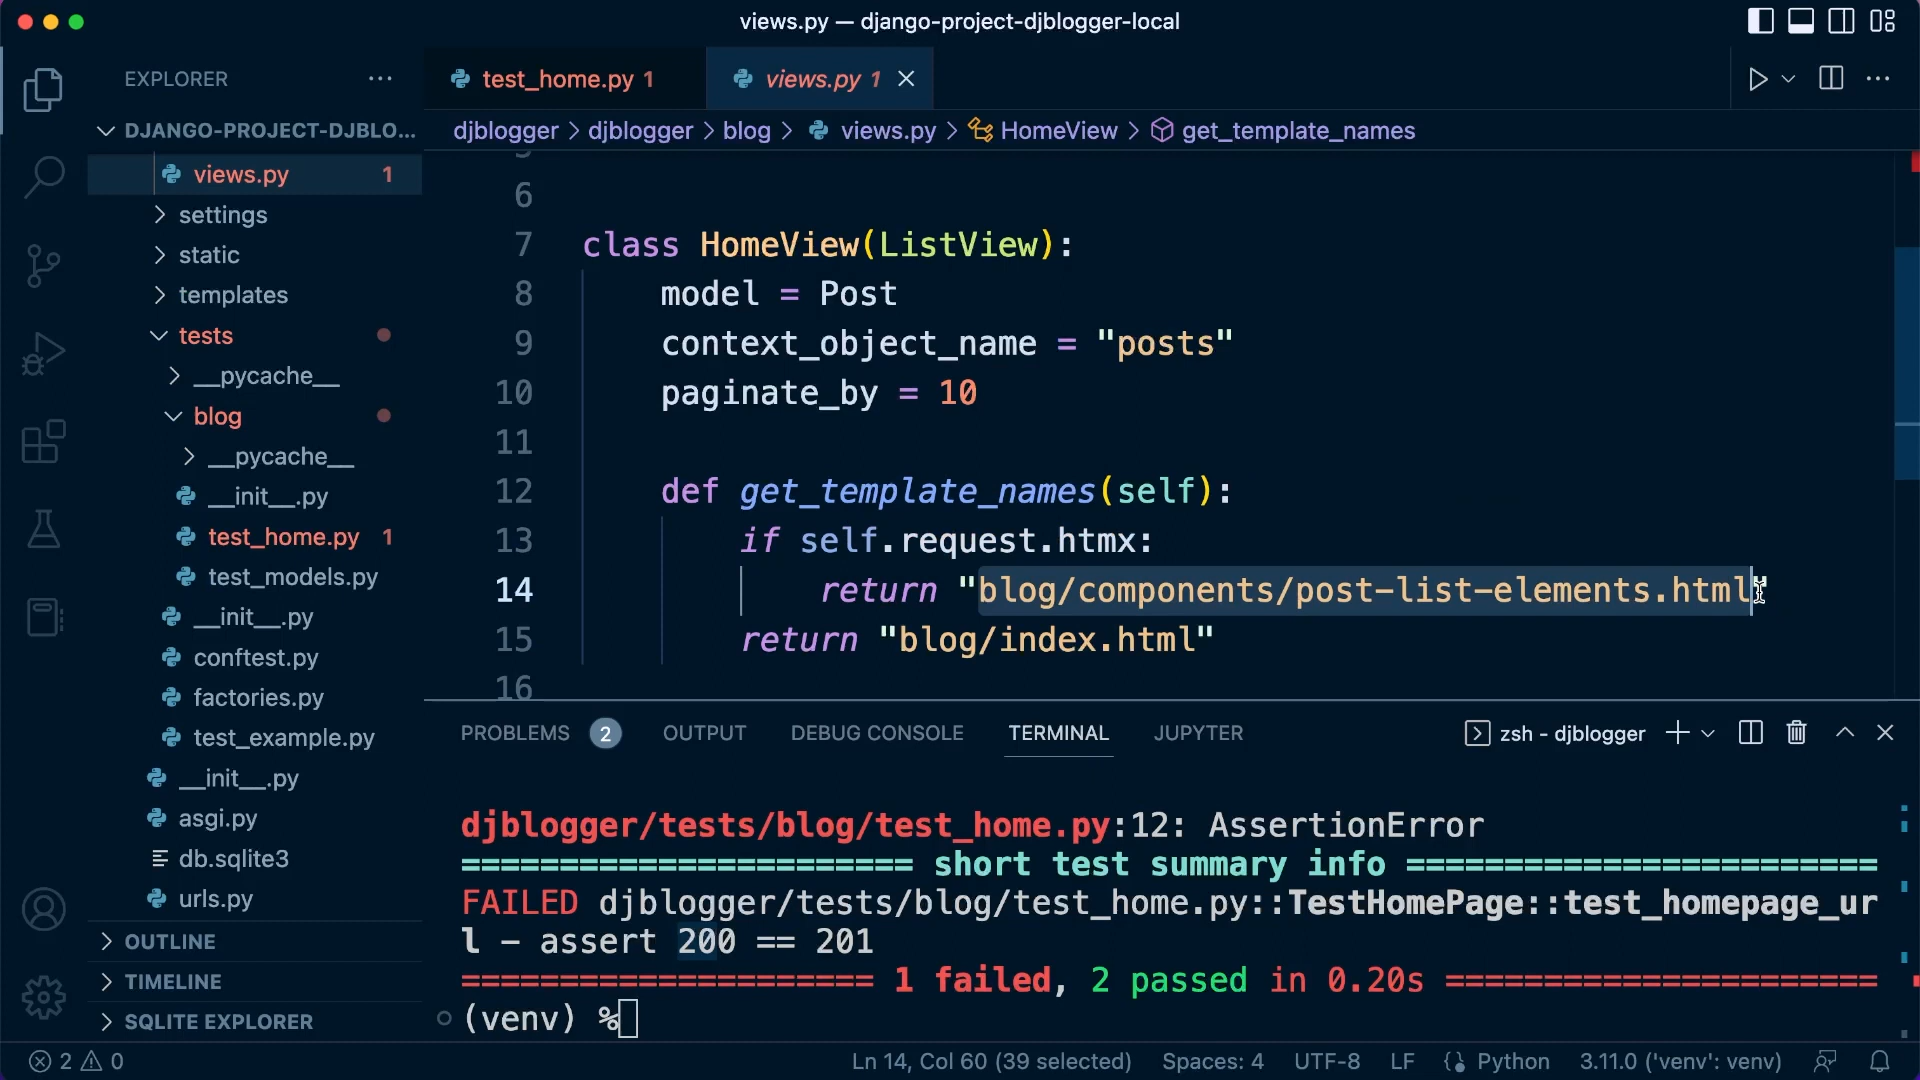 views.py — django-project-djblogger-local
EXPLORER
test_home.py 1
views.py 1
DJANGO-PROJECT-DJBLO...
djblogger > djblogger > blog > views.py > HomeView > get_template_names
views.py 1
settings
static
templates
tests
__pycache__
blog
__pycache__
__init__.py
test_home.py 1
test_models.py
__init__.py
conftest.py
factories.py
test_example.py
__init__.py
asgi.py
db.sqlite3
urls.py
OUTLINE
TIMELINE
SQLITE EXPLORER
6
7 class HomeView(ListView):
8 model = Post
9 context_object_name = "posts"
10 paginate_by = 10
11
12 def get_template_names(self):
13 if self.request.htmx:
14 return "blog/components/post-list-elements.html"
15 return "blog/index.html"
16
PROBLEMS 2 OUTPUT DEBUG CONSOLE TERMINAL JUPYTER zsh - djblogger
djblogger/tests/blog/test_home.py:12: AssertionError
======================= short test summary info ========================
FAILED djblogger/tests/blog/test_home.py::TestHomePage::test_homepage_ur
l - assert 200 == 201
===================== 1 failed, 2 passed in 0.20s ======================
(venv) %
2 0 Ln 14, Col 60 (39 selected) Spaces: 4 UTF-8 LF Python 3.11.0 ('venv': venv)